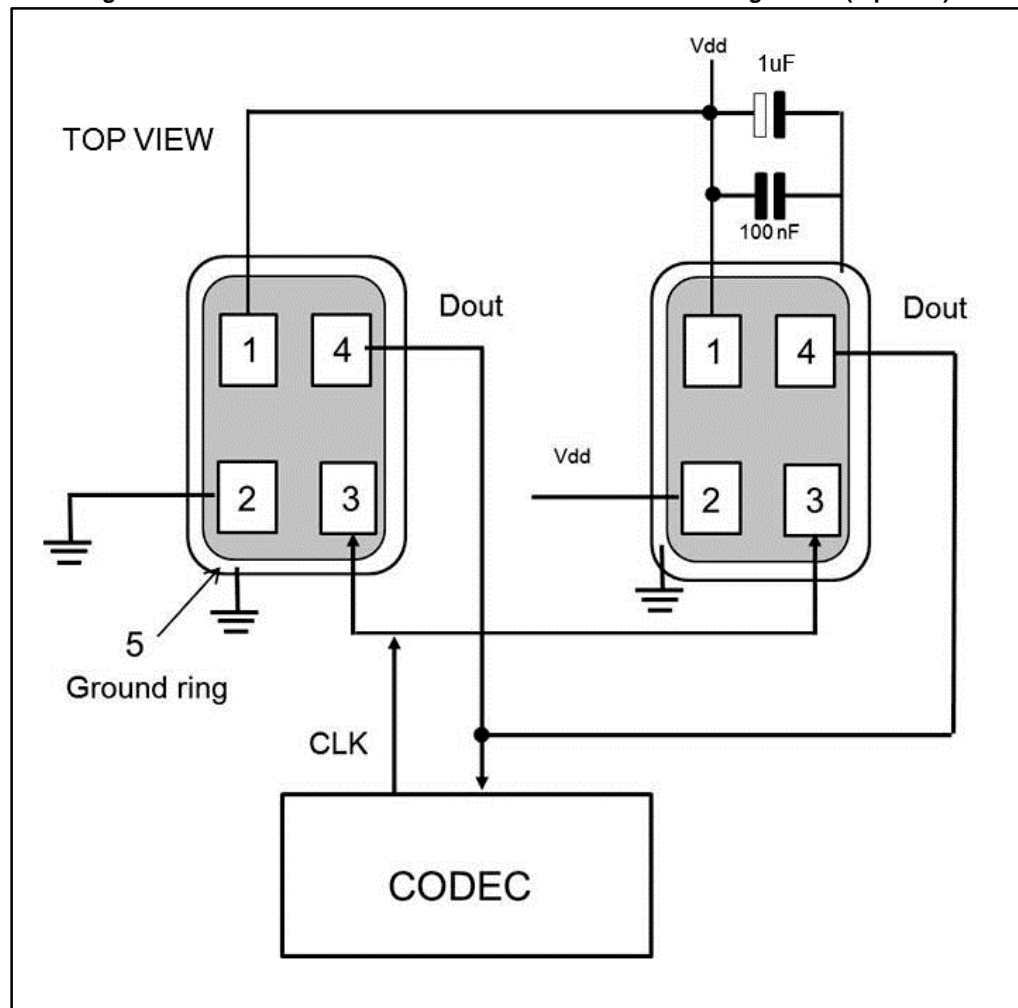 Vdd
1uF
TOP VIEW
100 nF
Dout
Dout
1
4
1
4
Vdd
2
3
2
3
5
Ground ring
CLK
CODEC